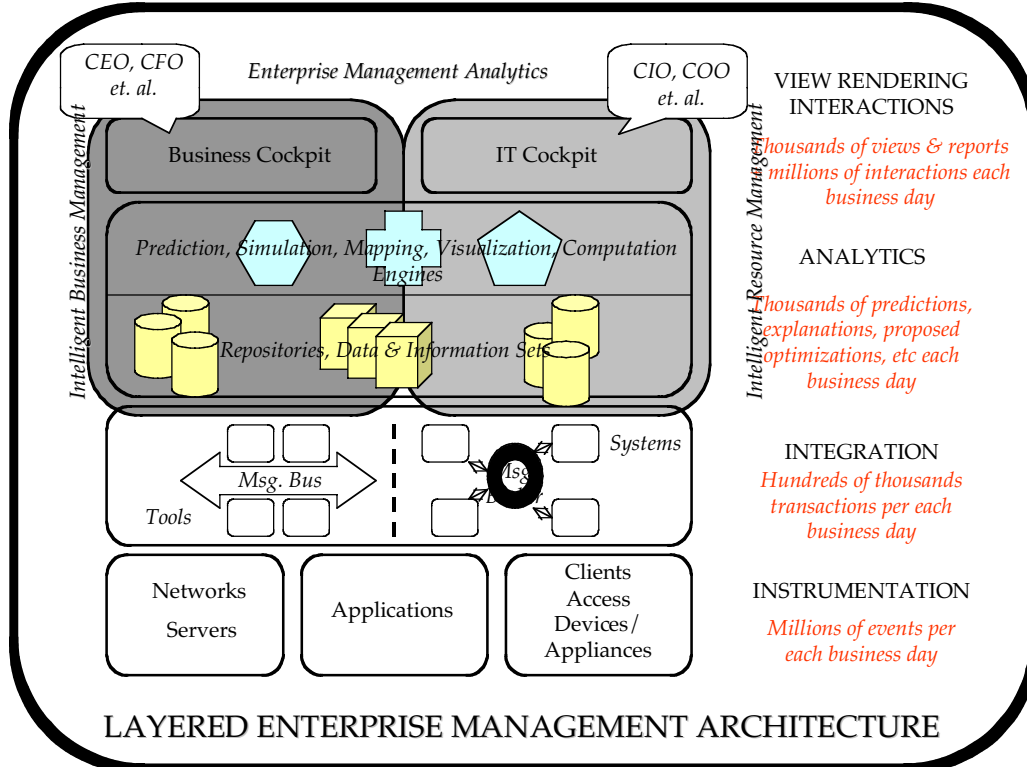 CEO, CFO
et. al.
Enterprise Management Analytics
CIO, COO
et. al.
Intelligent Business Management
Business Cockpit
IT Cockpit
Prediction, Simulation, Mapping, Visualization, Computation
Engines
Repositories, Data & Information Sets
Intelligent Resource Management
Msg. Bus
Tools
Systems
Msg.
Networks
Servers
Applications
Clients
Access
Devices/
Appliances
VIEW RENDERING
INTERACTIONS
Thousands of views & reports
millions of interactions each
business day
ANALYTICS
Thousands of predictions,
explanations, proposed
optimizations, etc each
business day
INTEGRATION
Hundreds of thousands
transactions per each
business day
INSTRUMENTATION
Millions of events per
each business day
LAYERED ENTERPRISE MANAGEMENT ARCHITECTURE